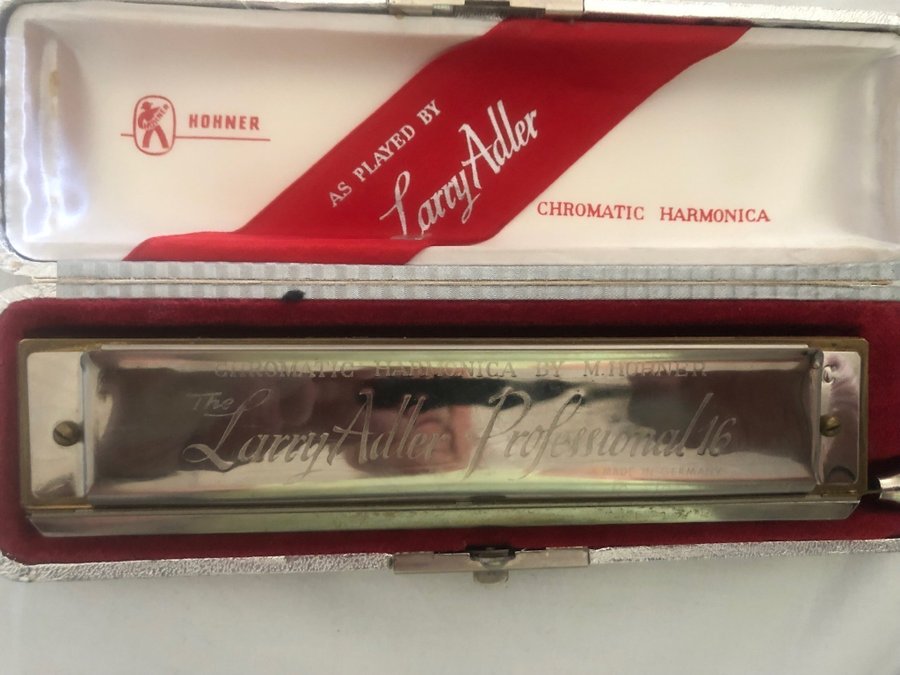 HOHNER
HOHNER
AS PLAYED BY
Larry Adler
CHROMATIC HARMONICA
CHROMATIC HARMONICA BY M.HOHNER
The
Larry Adler Professional 16
MADE IN GERMANY